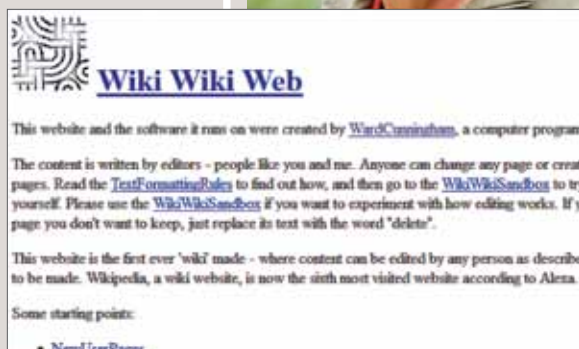 Wiki Wiki Web
This website and the software it runs on were created by WardCunningham, a computer program
The content is written by editors - people like you and me. Anyone can change any page or creat
pages. Read the TextFormattingRules to find out how, and then go to the WikiWikiSandbox to tr
yourself. Please use the WikiWikiSandbox if you want to experiment with how editing works. If y
page you don't want to keep, just replace its text with the word "delete".
This website is the first ever 'wiki' made - where content can be edited by any person as describe
to be made. Wikipedia, a wiki website, is now the sixth most visited website according to Alexa.
Some starting points:
NewUserPages